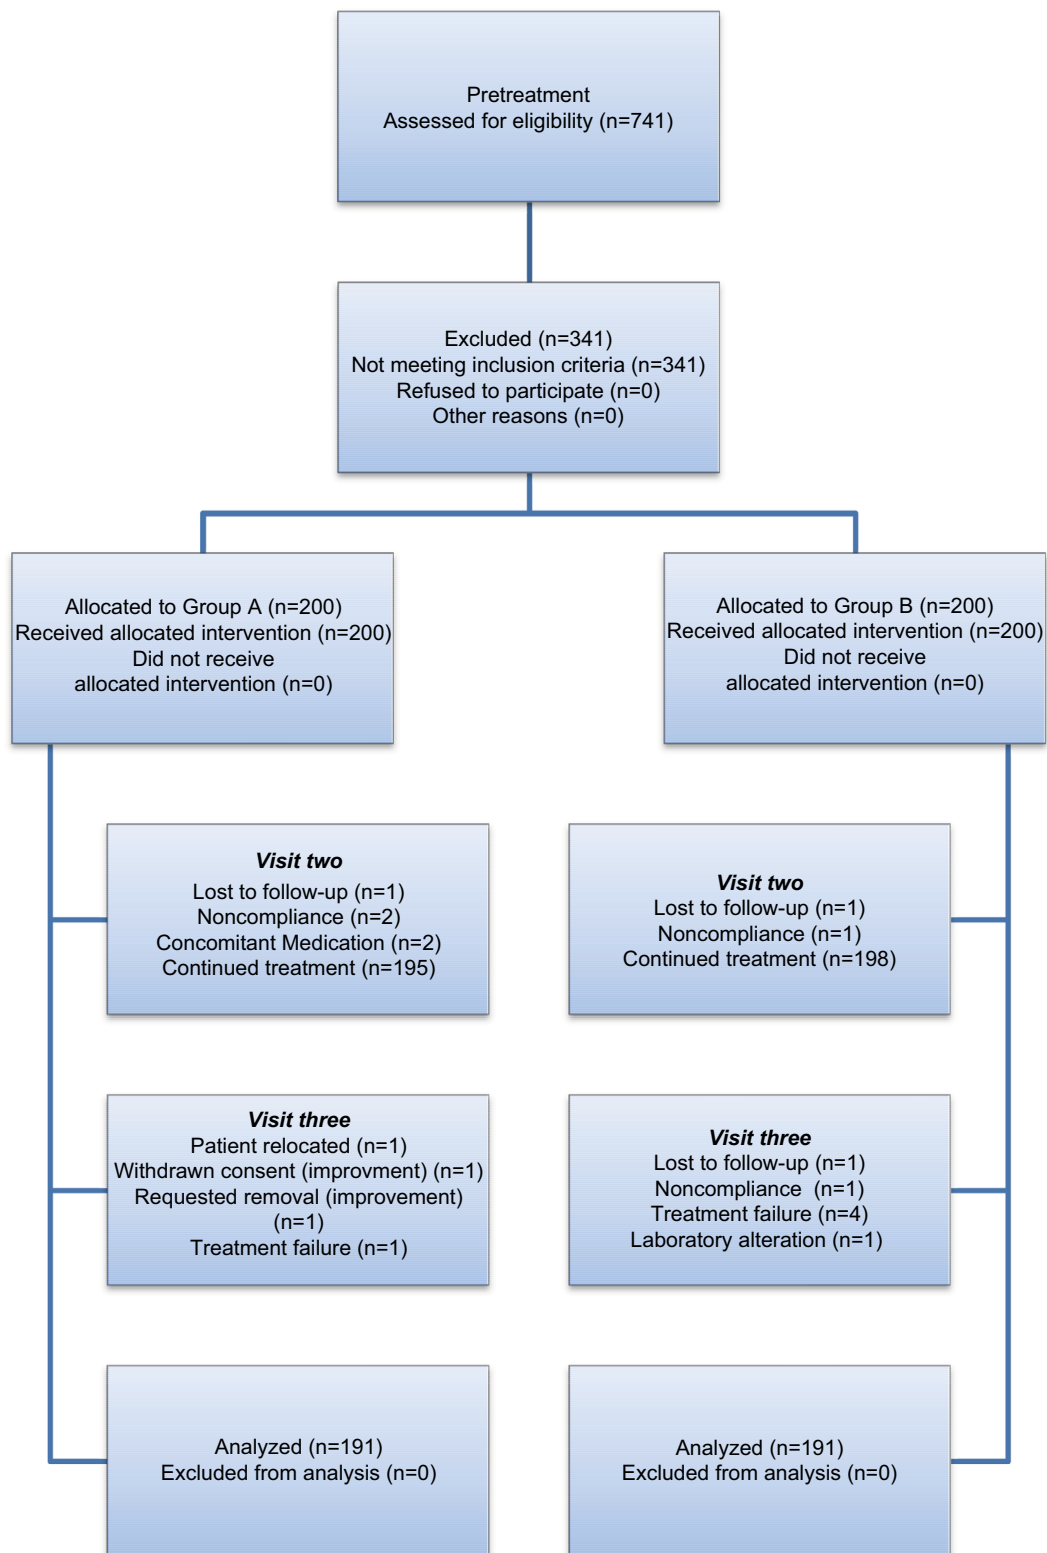 Pretreatment
Assessed for eligibility (n=741)
Excluded (n=341)
Not meeting inclusion criteria (n=341)
Refused to participate (n=0)
Other reasons (n=0)
Allocated to Group A (n=200)
Received allocated intervention (n=200)
Did not receive
allocated intervention (n=0)
Allocated to Group B (n=200)
Received allocated intervention (n=200)
Did not receive
allocated intervention (n=0)
Visit two
Lost to follow-up (n=1)
Noncompliance (n=2)
Concomitant Medication (n=2)
Continued treatment (n=195)
Visit two
Lost to follow-up (n=1)
Noncompliance (n=1)
Continued treatment (n=198)
Visit three
Patient relocated (n=1)
Withdrawn consent (improvment) (n=1)
Requested removal (improvement)
(n=1)
Treatment failure (n=1)
Visit three
Lost to follow-up (n=1)
Noncompliance (n=1)
Treatment failure (n=4)
Laboratory alteration (n=1)
Analyzed (n=191)
Excluded from analysis (n=0)
Analyzed (n=191)
Excluded from analysis (n=0)